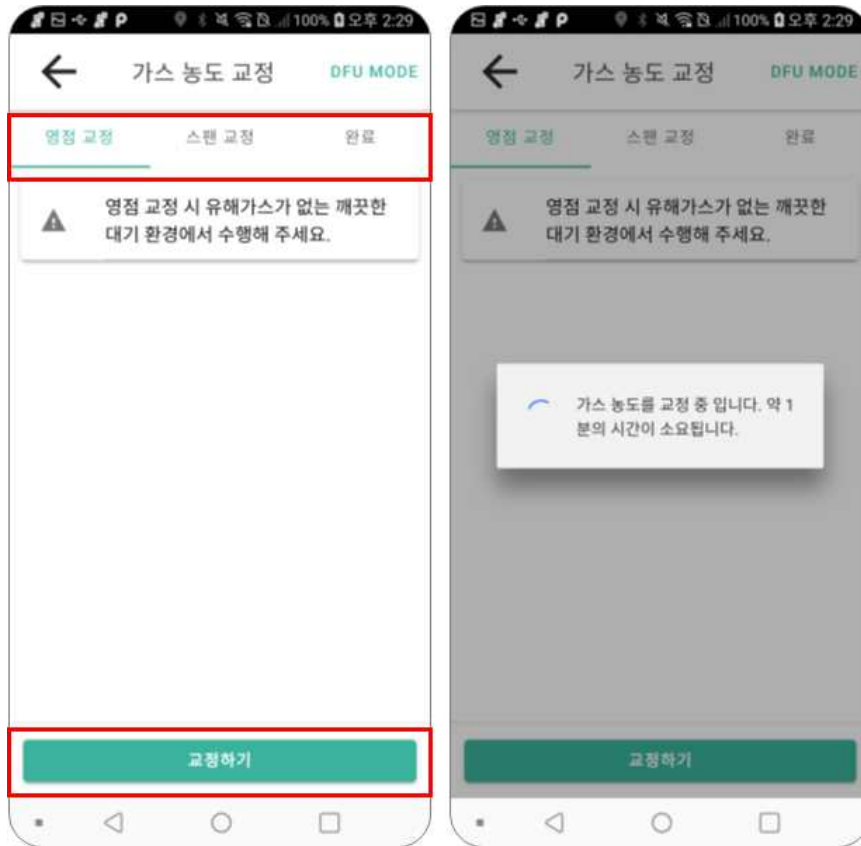 100% 오후 2:29
가스 농도 교정 DFU MODE
영점 교정 스팬 교정 완료
영점 교정 시 유해가스가 없는 깨끗한
대기 환경에서 수행해 주세요.
교정하기
100% 오후 2:29
가스 농도 교정 DFU MODE
영점 교정 스팬 교정 완료
영점 교정 시 유해가스가 없는 깨끗한
대기 환경에서 수행해 주세요.
가스 농도를 교정 중 입니다. 약 1
분의 시간이 소요됩니다.
교정하기